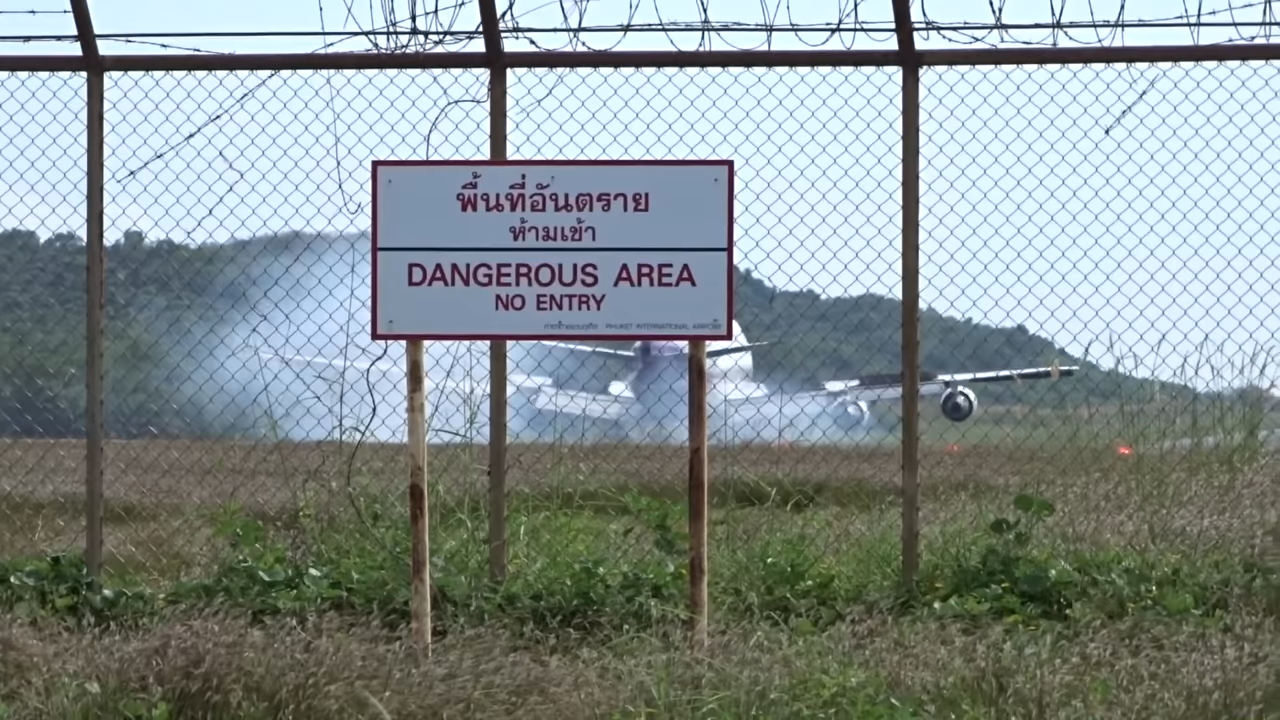 พื้นที่อันตราย
ห้ามเข้า
DANGEROUS AREA
NO ENTRY
PHUKET INTERNATIONAL AIRPORT